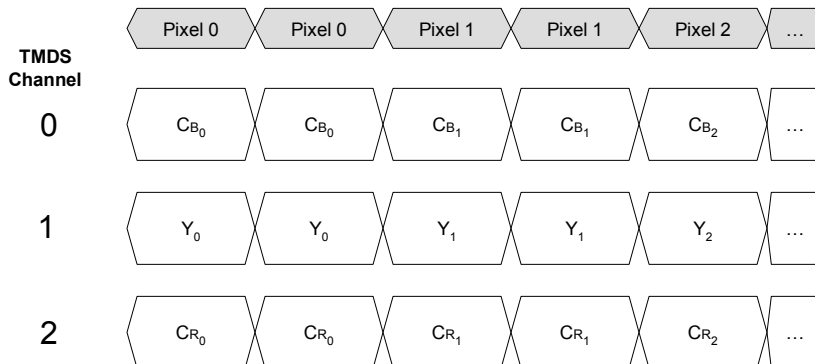 Pixel 0 Pixel 0 Pixel 1 Pixel 1 Pixel 2 ...
TMDS
Channel
0 CB0 CB0 CB1 CB1 CB2 ...
1 Y0 Y0 Y1 Y1 Y2 ...
2 CR0 CR0 CR1 CR1 CR2 ...